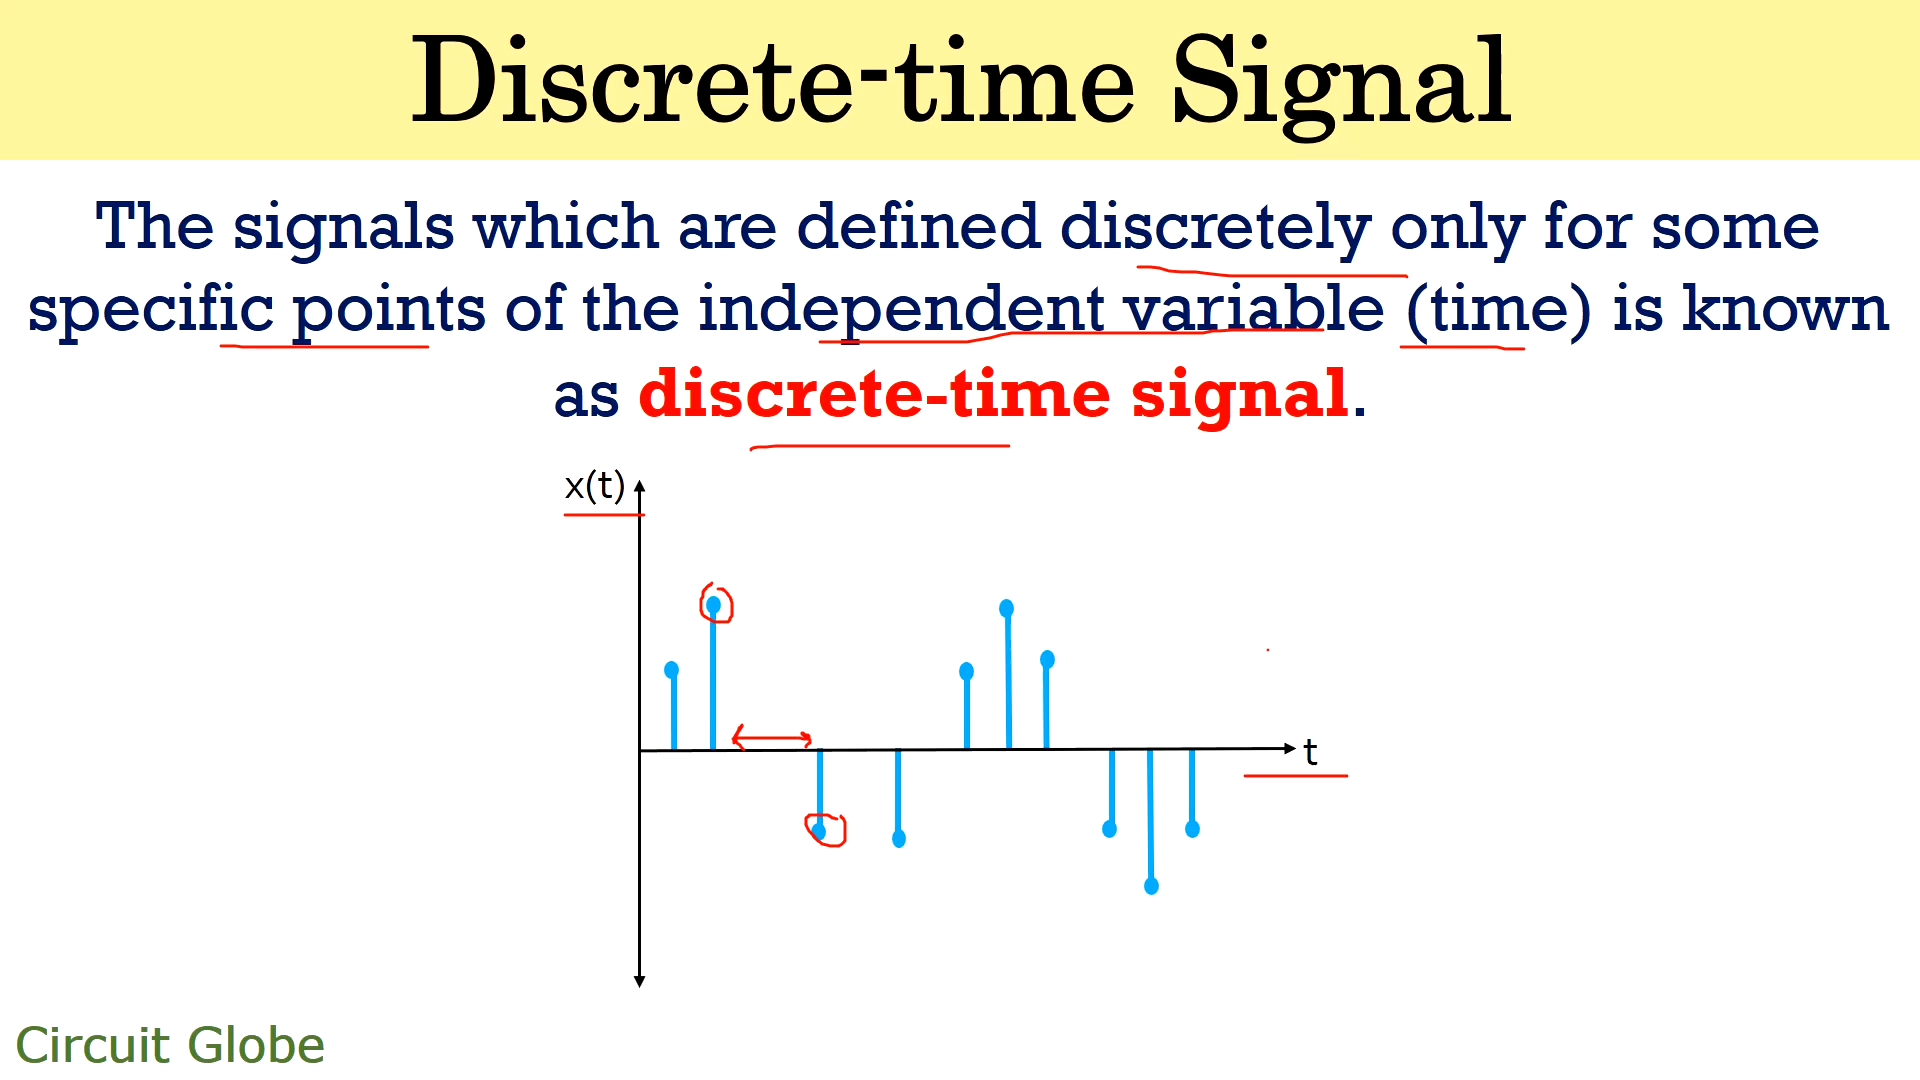 Discrete-time Signal
The signals which are defined discretely only for some
specific points of the independent variable (time) is known
as discrete-time signal.
x(t)
t
Circuit Globe